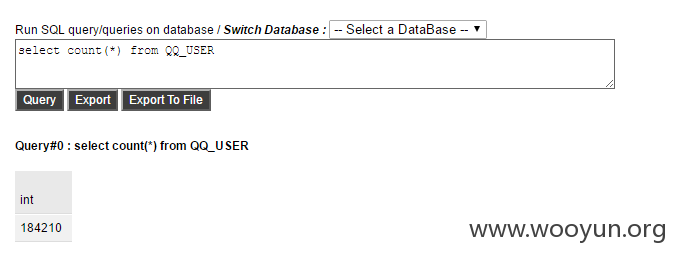 Run SQL query/queries on database / Switch Database : -- Select a DataBase --
select count(*) from QQ_USER
Query Export Export To File
Query#0 : select count(*) from QQ_USER
int
184210
www.wooyun.org